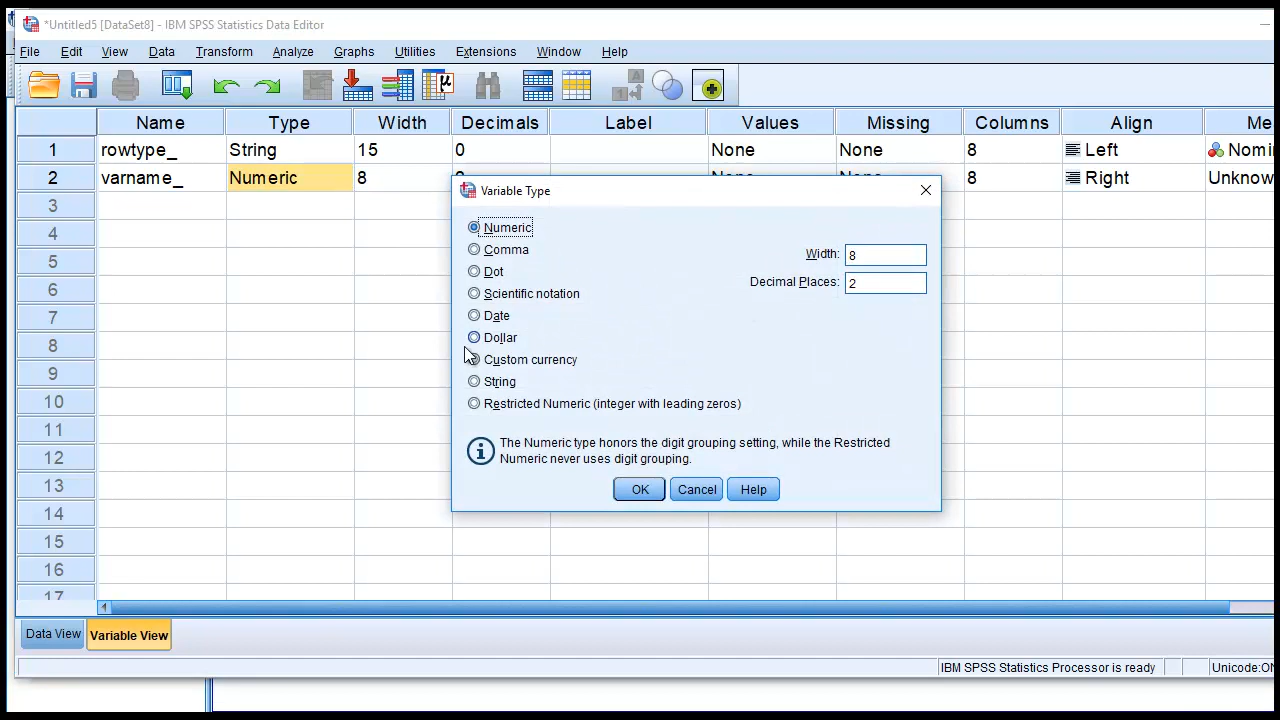 *Untitled5 [DataSet8] - IBM SPSS Statistics Data Editor
File Edit View Data Transform Analyze Graphs Utilities Extensions Window Help
Name Type Width Decimals Label Values Missing Columns Align Me
1 rowtype_ String 15 0 None None 8 Left Nomin
2 varname_ Numeric 8 8 Right Unknow
Variable Type
3
Numeric
4
Comma
Width: 8
5
Dot
Decimal Places: 2
6
Scientific notation
7
Date
8
Dollar
Custom currency
9
String
10
Restricted Numeric (integer with leading zeros)
11
The Numeric type honors the digit grouping setting, while the Restricted
12
Numeric never uses digit grouping.
13
OK Cancel Help
14
15
16
17
Data View Variable View
IBM SPSS Statistics Processor is ready Unicode:ON